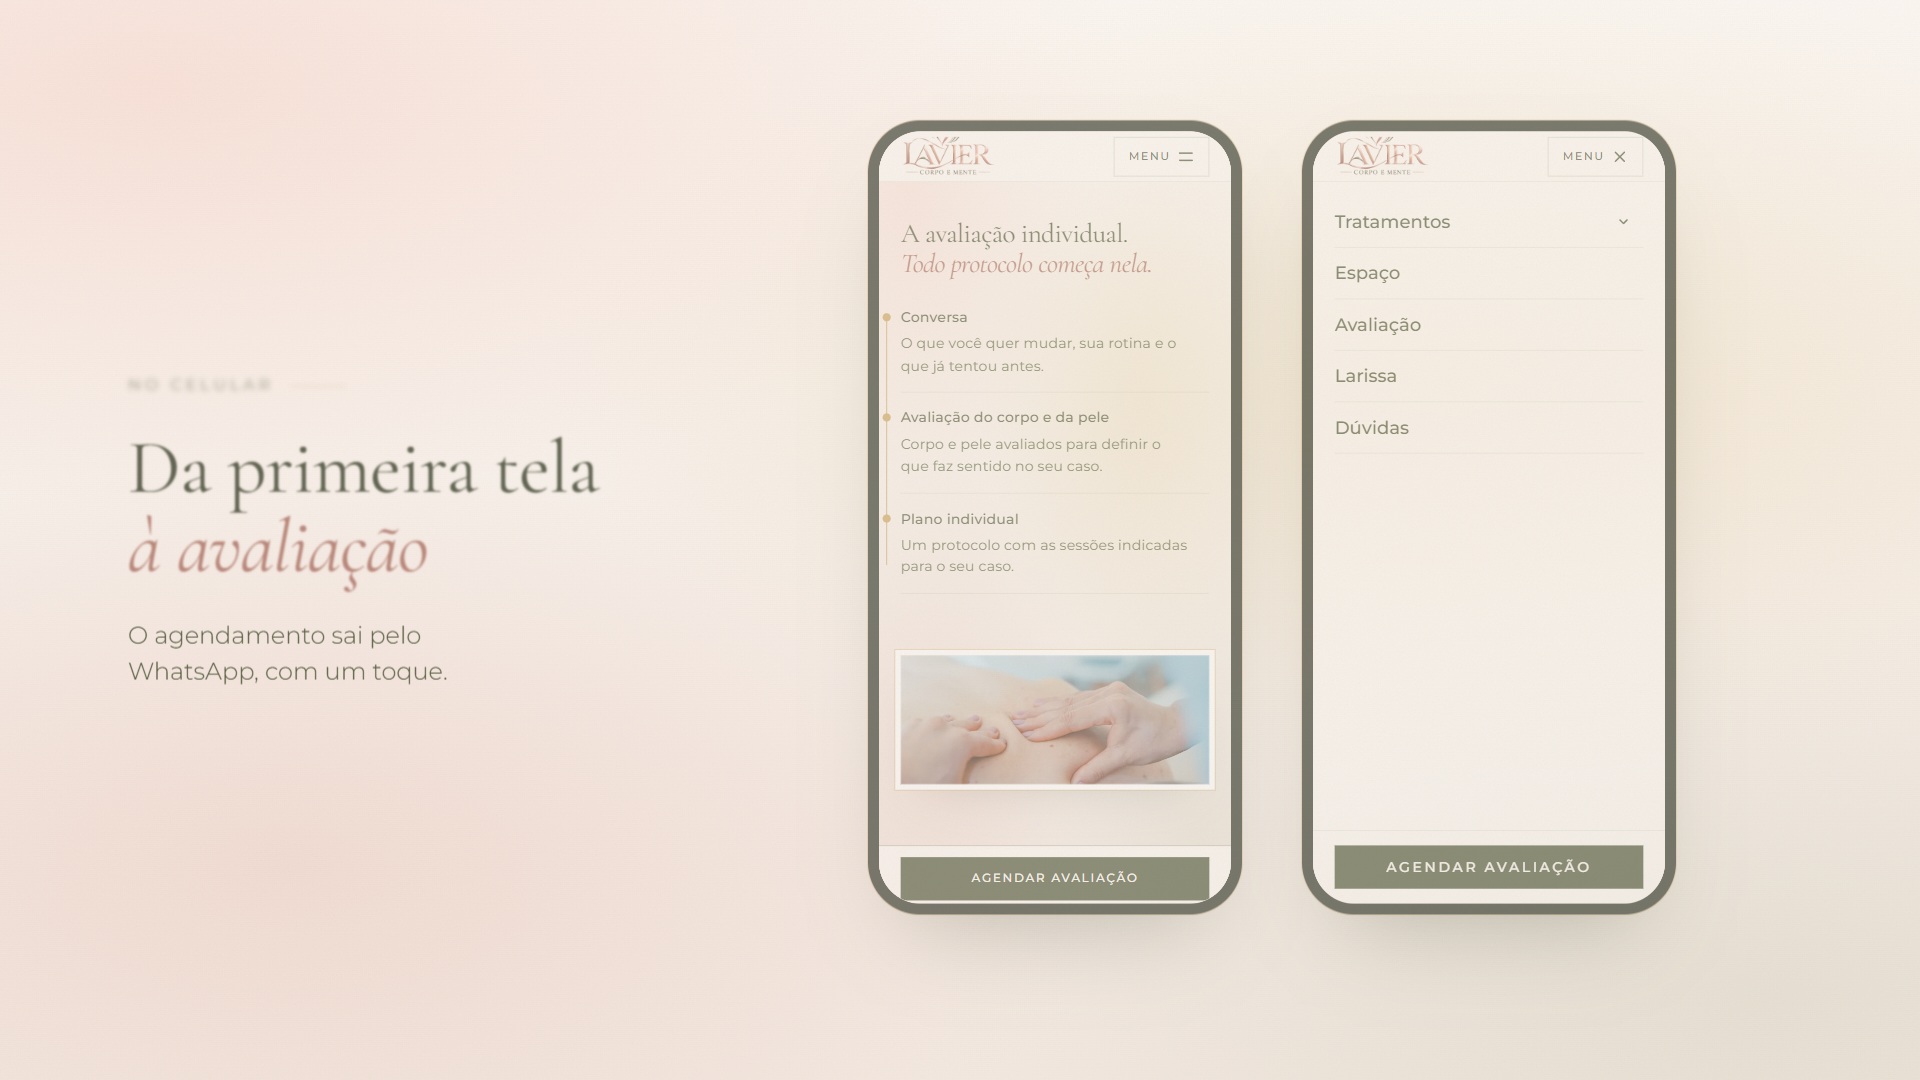 NO CELULAR
Da primeira tela
à avaliação
O agendamento sai pelo
WhatsApp, com um toque.
LAVIER
CORPO E MENTE
MENU
A avaliação individual.
Todo protocolo começa nela.
Conversa
O que você quer mudar, sua rotina e o
que já tentou antes.
Avaliação do corpo e da pele
Corpo e pele avaliados para definir o
que faz sentido no seu caso.
Plano individual
Um protocolo com as sessões indicadas
para o seu caso.
AGENDAR AVALIAÇÃO
LAVIER
CORPO E MENTE
MENU
Tratamentos
Espaço
Avaliação
Larissa
Dúvidas
AGENDAR AVALIAÇÃO